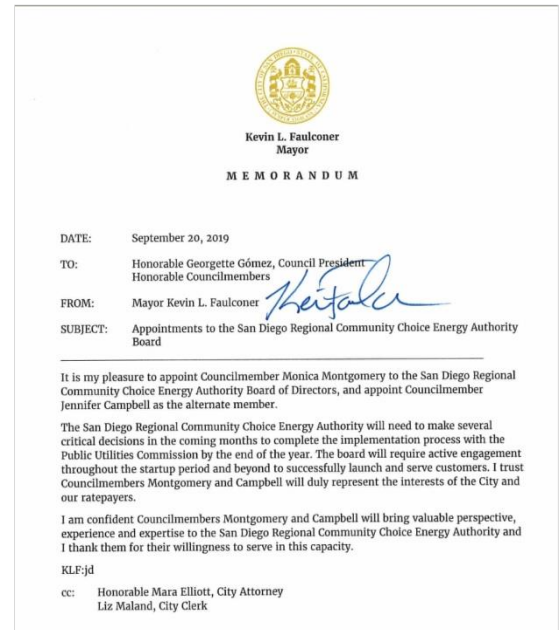 Kevin L. Faulconer
Mayor
MEMORANDUM
DATE: September 20, 2019
TO: Honorable Georgette Gómez, Council President
Honorable Councilmembers
FROM: Mayor Kevin L. Faulconer
SUBJECT: Appointments to the San Diego Regional Community Choice Energy Authority
Board
It is my pleasure to appoint Councilmember Monica Montgomery to the San Diego Regional
Community Choice Energy Authority Board of Directors, and appoint Councilmember
Jennifer Campbell as the alternate member.
The San Diego Regional Community Choice Energy Authority will need to make several
critical decisions in the coming months to complete the implementation process with the
Public Utilities Commission by the end of the year. The board will require active engagement
throughout the startup period and beyond to successfully launch and serve customers. I trust
Councilmembers Montgomery and Campbell will duly represent the interests of the City and
our ratepayers.
I am confident Councilmembers Montgomery and Campbell will bring valuable perspective,
experience and expertise to the San Diego Regional Community Choice Energy Authority and
I thank them for their willingness to serve in this capacity.
KLF:jd
cc: Honorable Mara Elliott, City Attorney
Liz Maland, City Clerk